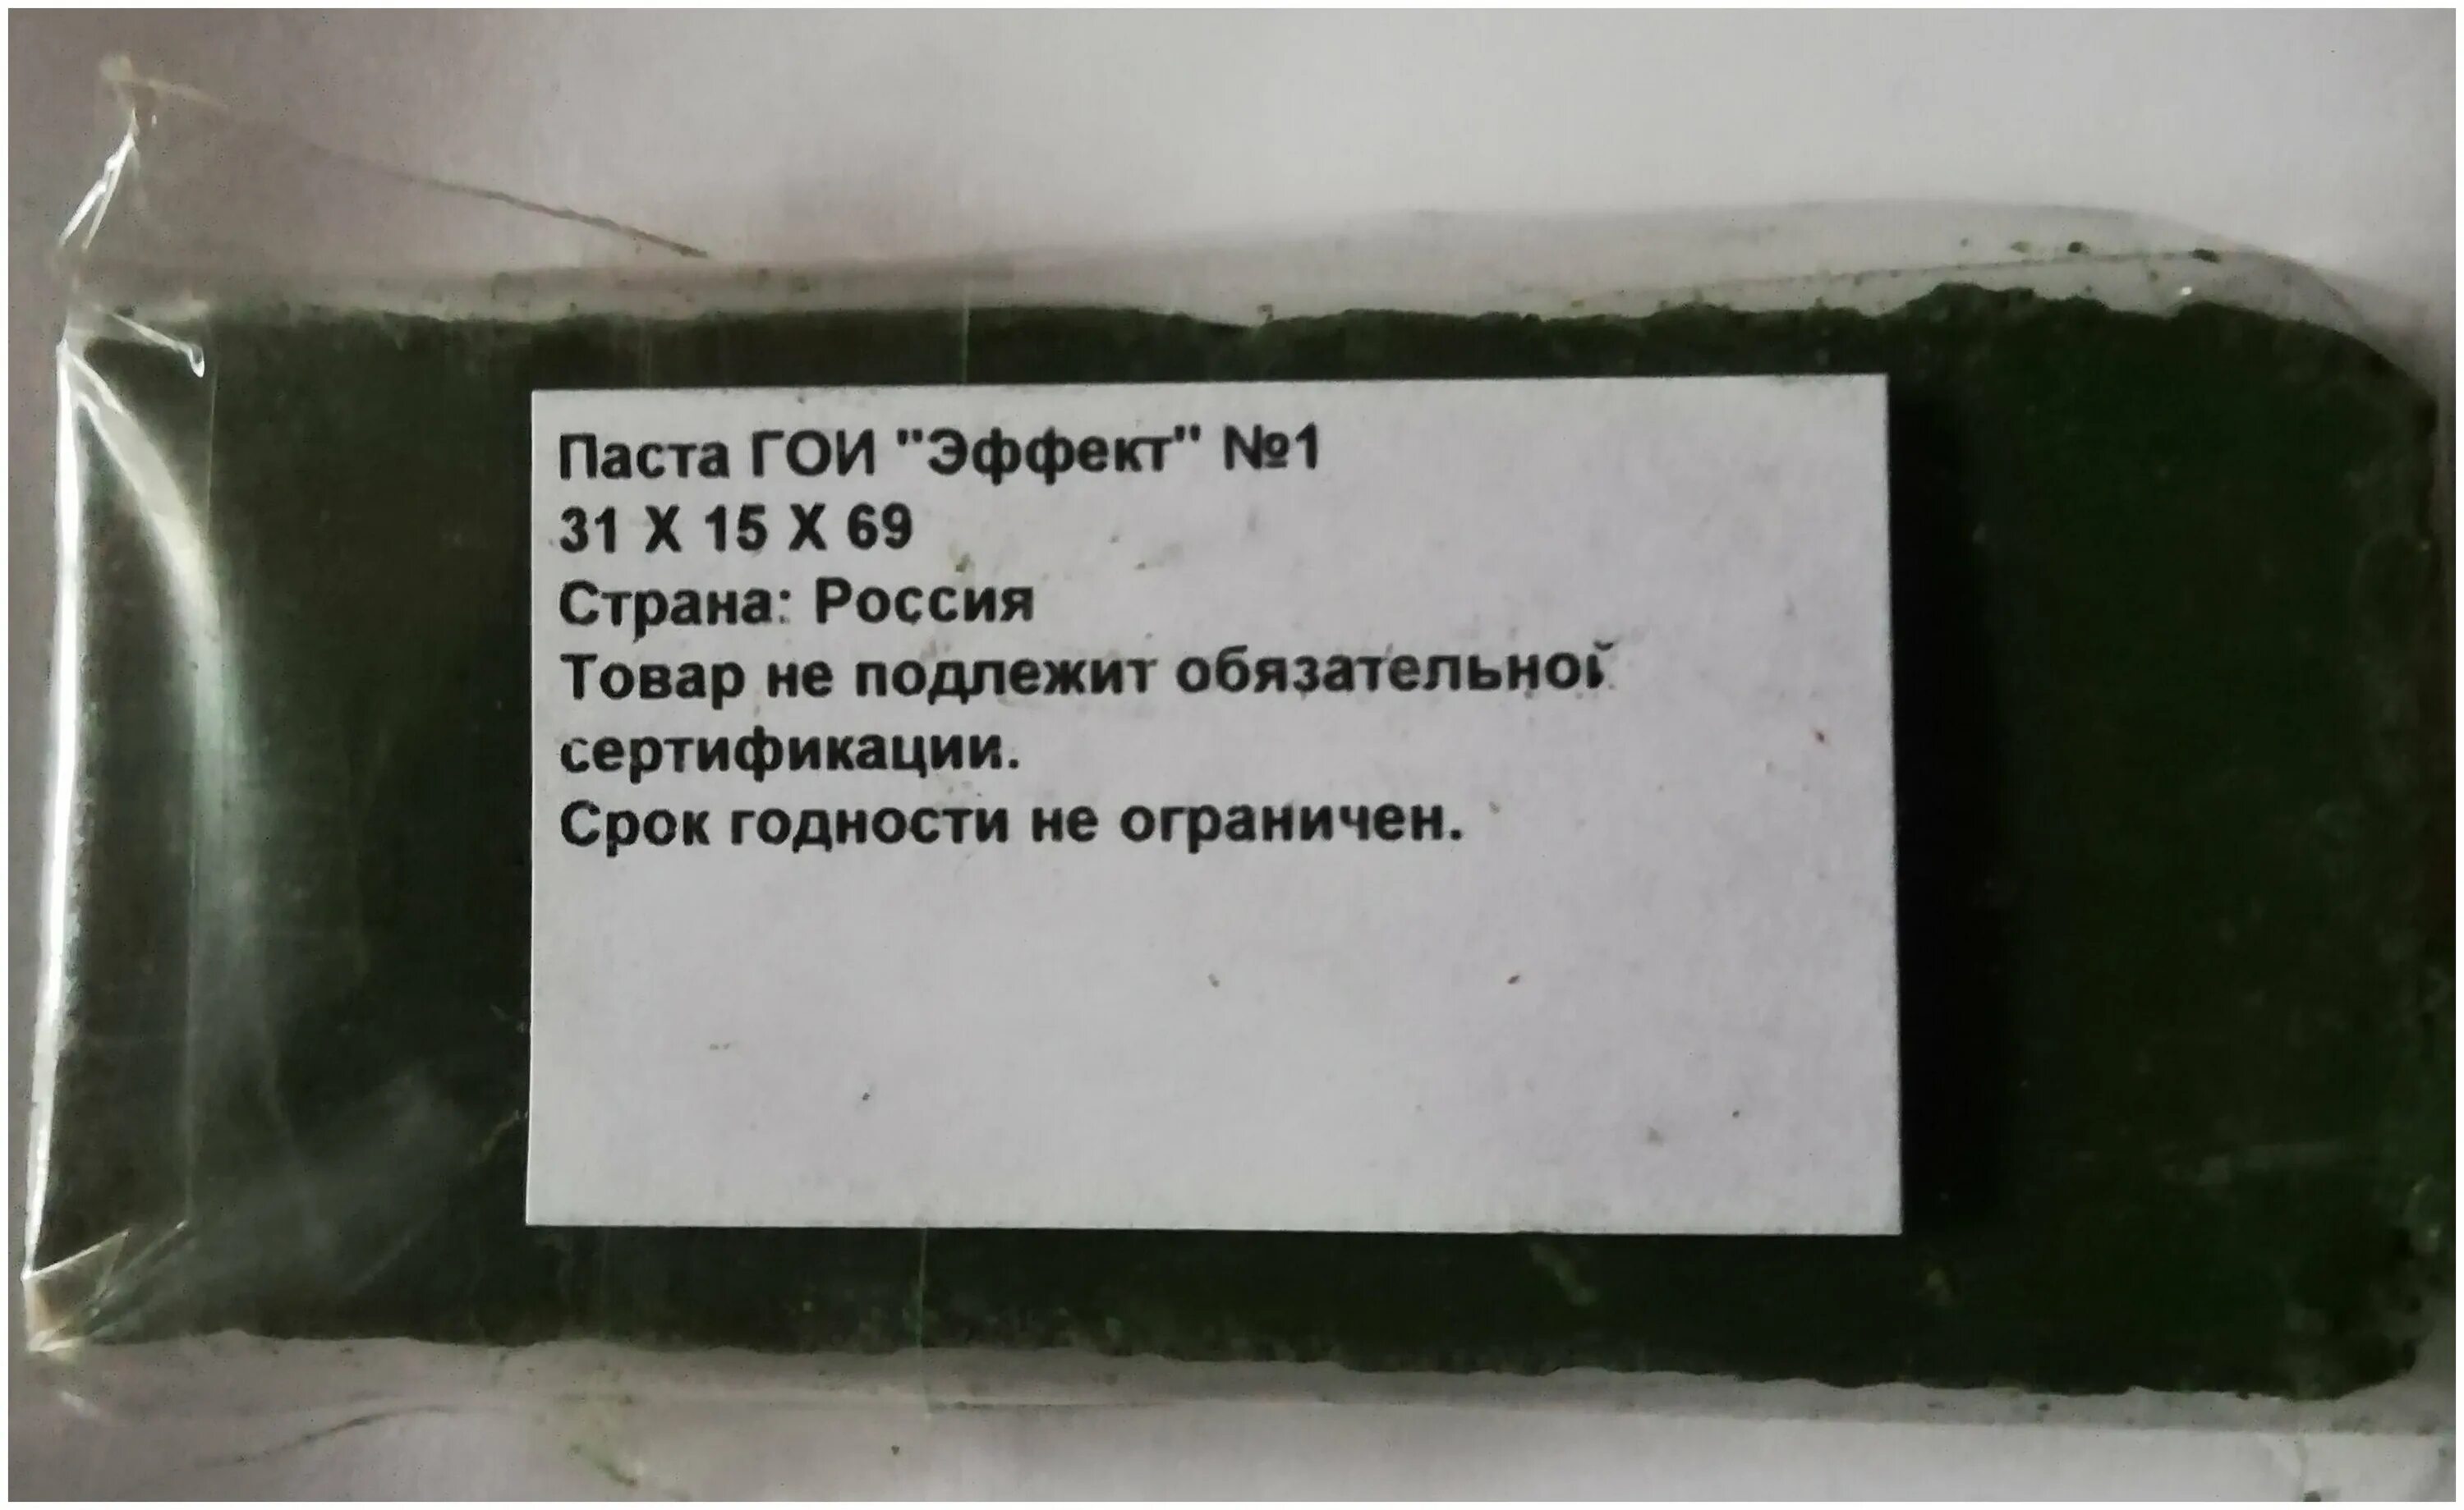 Паста ГОИ "Эффект" №1
31 X 15 X 69
Страна: Россия
Товар не подлежит обязательной
сертификации.
Срок годности не ограничен.